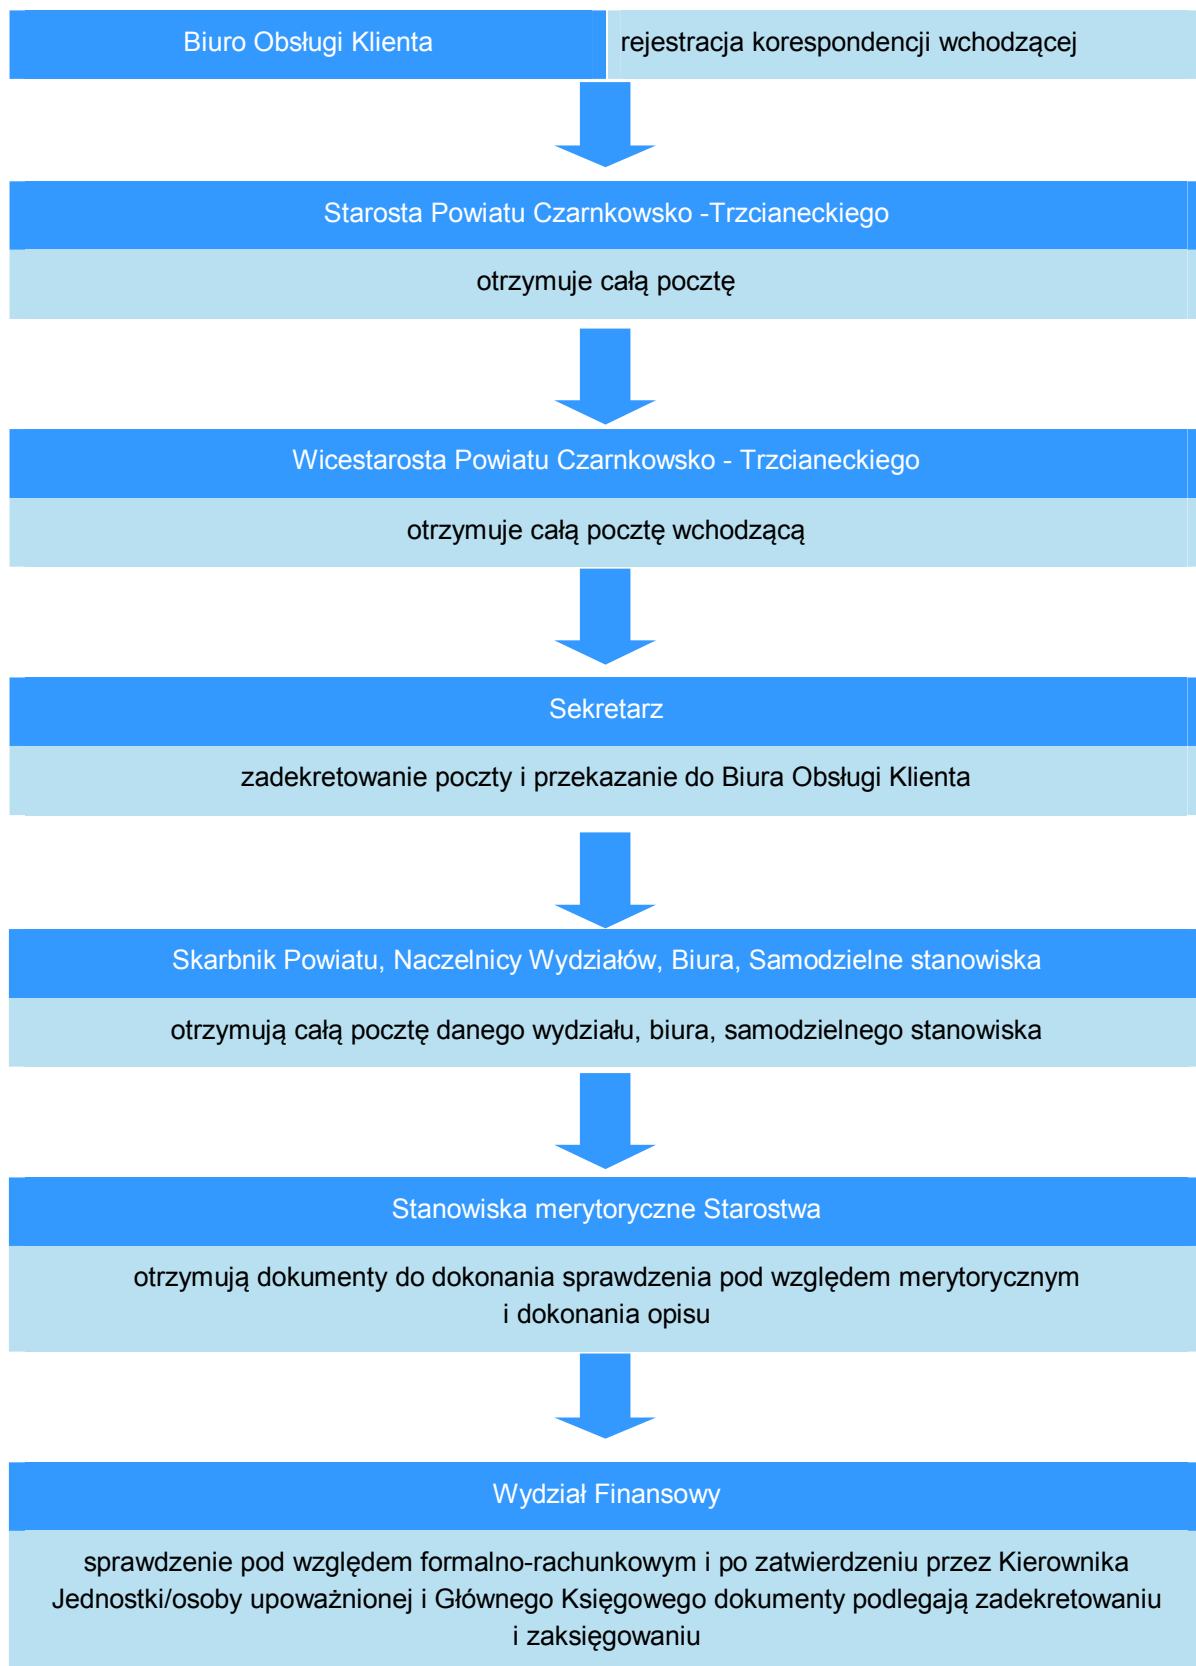 Biuro Obsługi Klienta rejestracja korespondencji wchodzącej
Starosta Powiatu Czarnkowsko -Trzcianeckiego
otrzymuje całą pocztę
Wicestarosta Powiatu Czarnkowsko - Trzcianeckiego
otrzymuje całą pocztę wchodzącą
Sekretarz
zadekretowanie poczty i przekazanie do Biura Obsługi Klienta
Skarbnik Powiatu, Naczelnicy Wydziałów, Biura, Samodzielne stanowiska
otrzymują całą pocztę danego wydziału, biura, samodzielnego stanowiska
Stanowiska merytoryczne Starostwa
otrzymują dokumenty do dokonania sprawdzenia pod względem merytorycznym
i dokonania opisu
Wydział Finansowy
sprawdzenie pod względem formalno-rachunkowym i po zatwierdzeniu przez Kierownika
Jednostki/osoby upoważnionej i Głównego Księgowego dokumenty podlegają zadekretowaniu
i zaksięgowaniu